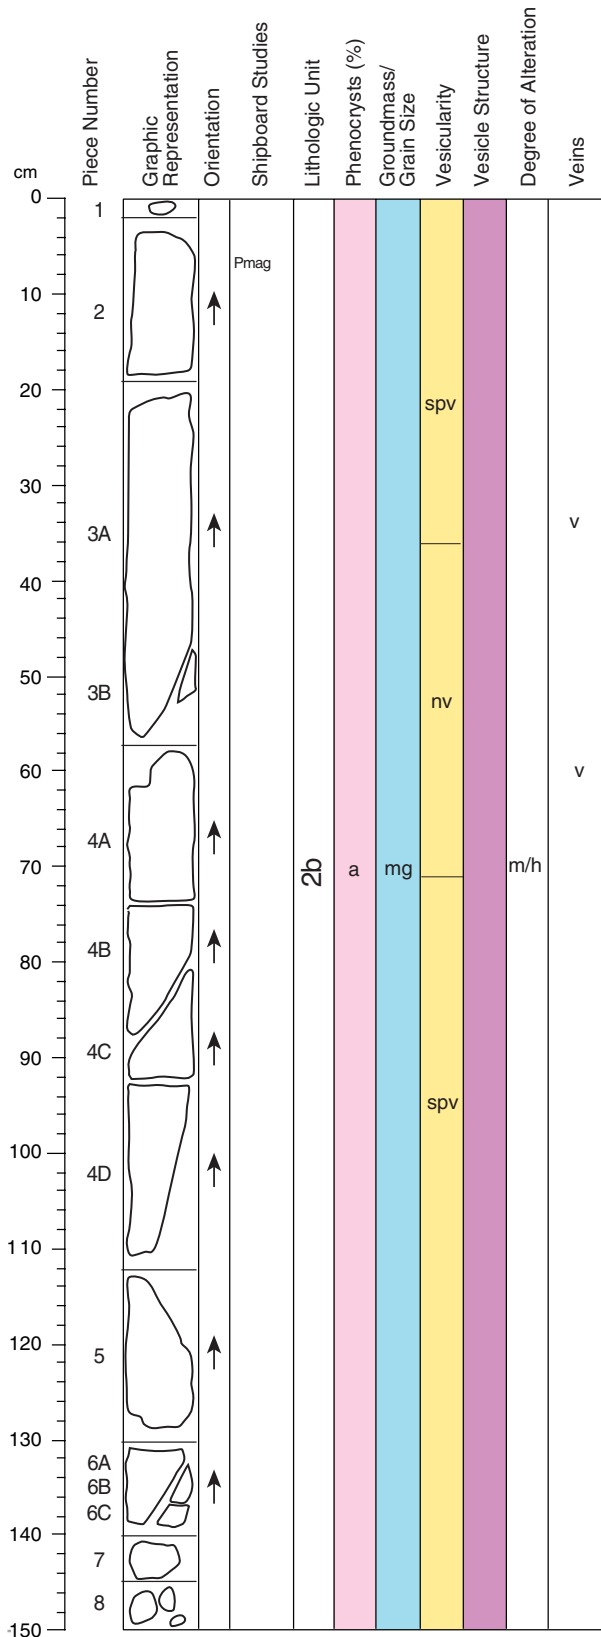 cm
Piece Number
Graphic
Representation
Orientation
Shipboard Studies
Lithologic Unit
Phenocrysts (%)
Groundmass/
Grain Size
Vesicularity
Vesicle Structure
Degree of Alteration
Veins
0
1
Pmag
10
2
20
spv
30
3A
v
40
50
3B
nv
60
v
4A
70
2b
a
mg
m/h
4B
80
4C
90
spv
100
4D
110
120
5
130
6A
6B
6C
140
7
8
150